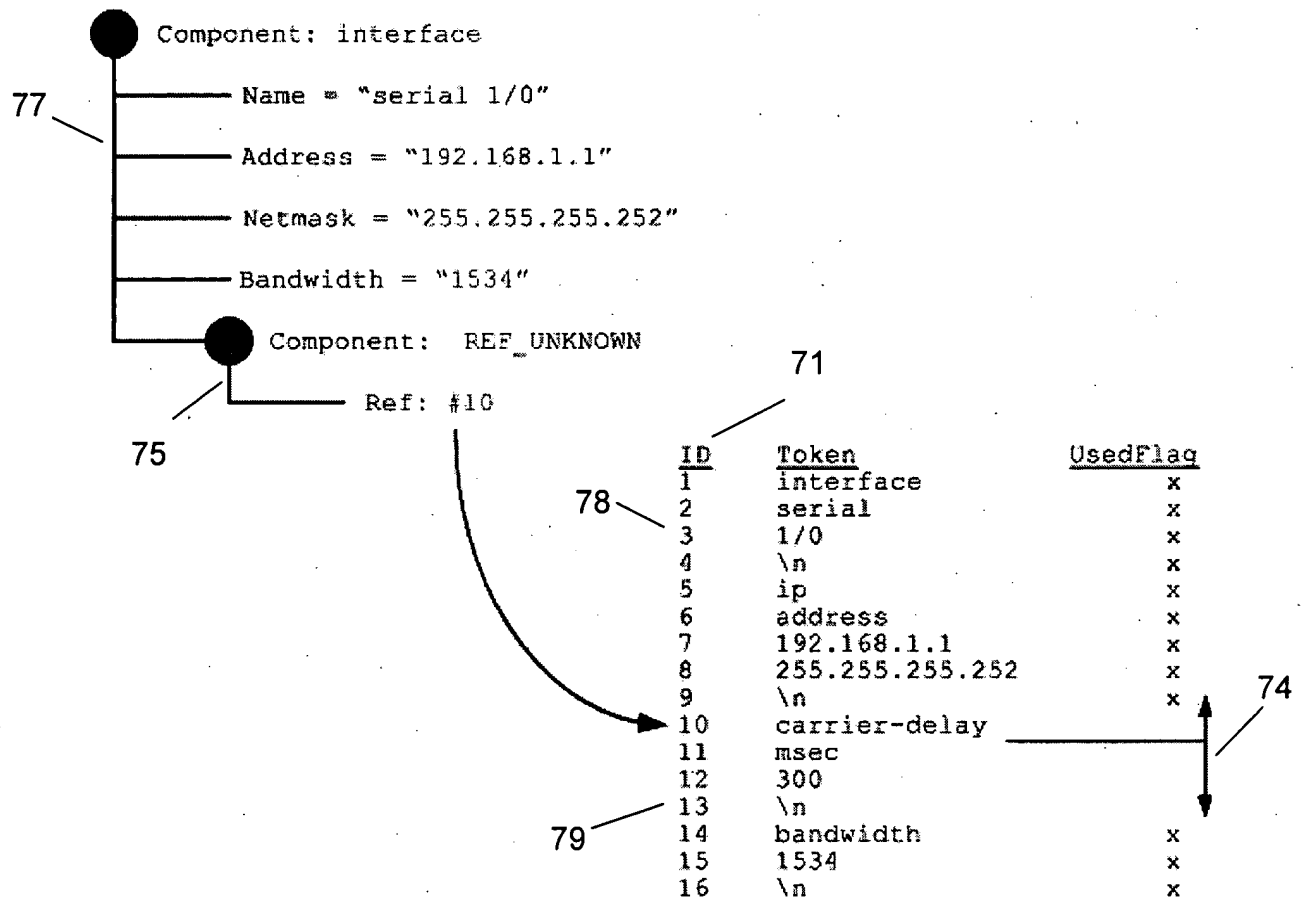 Component: interface
Name = "serial 1/0"
77
Address = "192.168.1.1"
Netmask = "255.255.255.252"
Bandwidth = "1534"
Component: REF_UNKNOWN
71
Ref: #10
75
ID Token UsedFlag
1 interface x
78
2 serial x
3 1/0 x
4 \n x
5 ip x
6 address x
7 192.168.1.1 x
8 255.255.255.252 x
74
9 \n x
10 carrier-delay
11 msec
12 300
13 \n
79
14 bandwidth x
15 1534 x
16 \n x